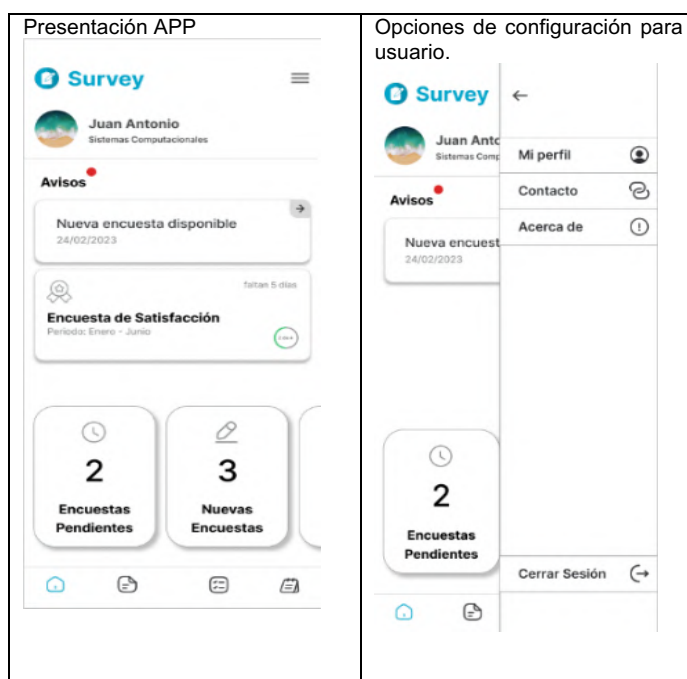 Presentación APP
Survey
Juan Antonio
Sistemas Computacionales
Avisos
Nueva encuesta disponible
24/02/2023
faltan 5 días
Encuesta de Satisfacción
Periodo: Enero - Junio
2
Encuestas
Pendientes
3
Nuevas
Encuestas
Opciones de configuración para
usuario.
Survey
Juan Anto
Sistemas Comp
Avisos
Nueva encuest
24/02/2023
2
Encuestas
Pendientes
Mi perfil
Contacto
Acerca de
Cerrar Sesión